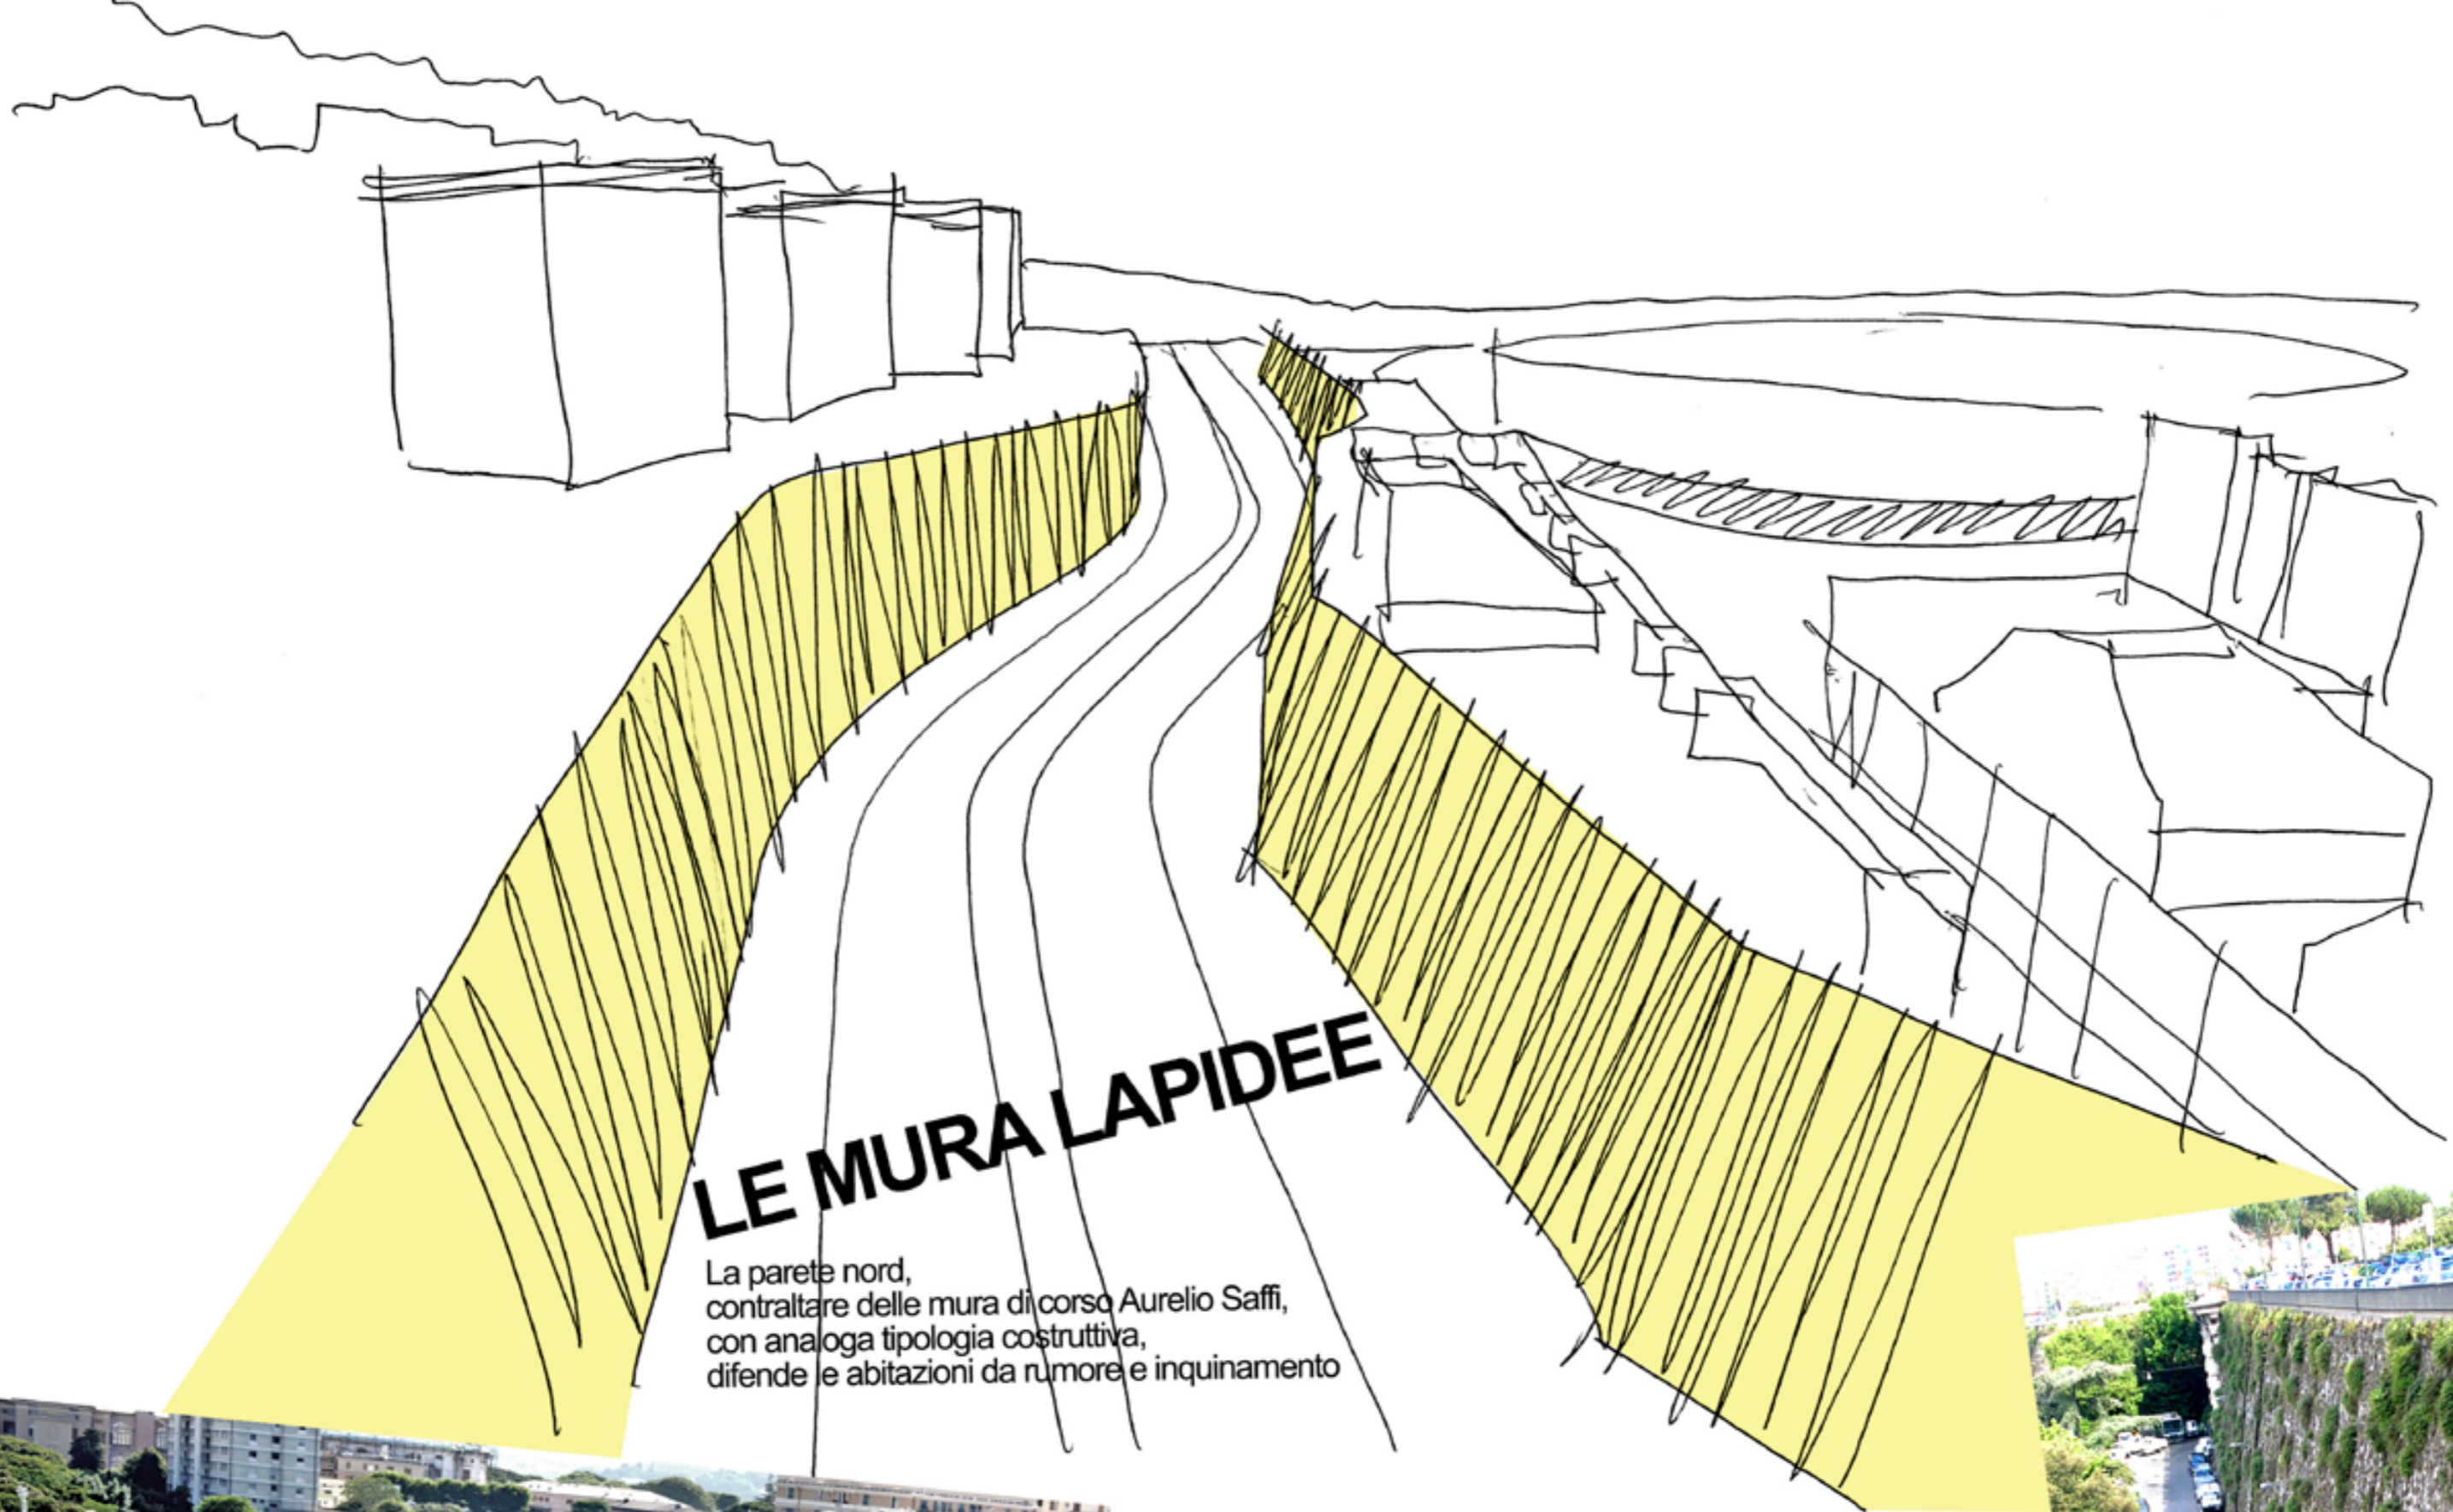 LE MURA LAPIDEE
La parete nord,
contraltare delle mura di corso Aurelio Saffi,
con analoga tipologia costruttiva,
difende le abitazioni da rumore e inquinamento